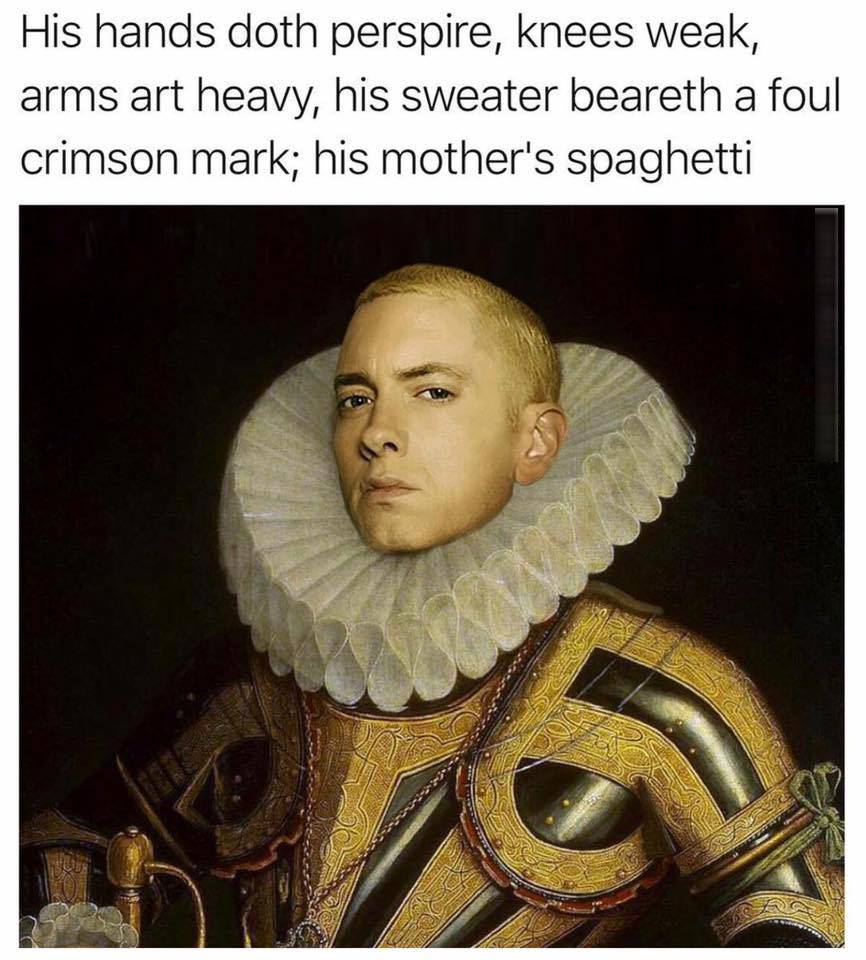 His hands doth perspire, knees weak,
arms art heavy, his sweater beareth a foul
crimson mark; his mother's spaghetti